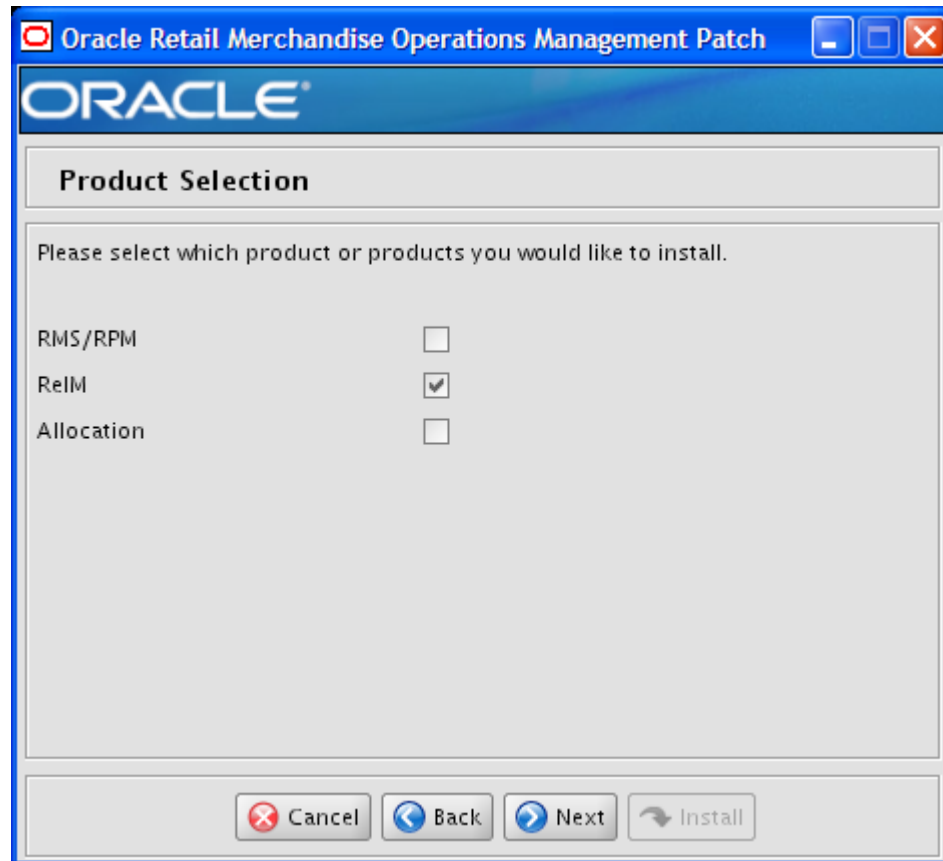 Oracle Retail Merchandise Operations Management Patch
ORACLE
Product Selection
Please select which product or products you would like to install.
RMS/RPM
ReIM
Allocation
Cancel Back Next Install